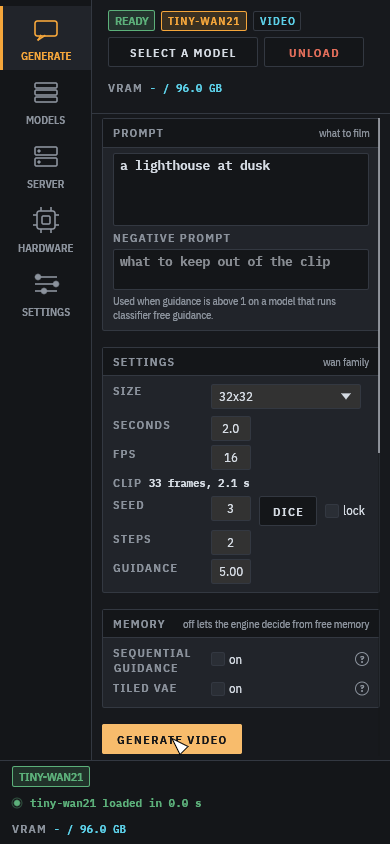 READY TINY-WAN21 VIDEO
SELECT A MODEL UNLOAD
VRAM - / 96.0 GB
GENERATE
MODELS
SERVER
HARDWARE
SETTINGS
PROMPT what to film
a lighthouse at dusk
NEGATIVE PROMPT
what to keep out of the clip
Used when guidance is above 1 on a model that runs
classifier free guidance.
SETTINGS wan family
SIZE 32x32
SECONDS 2.0
FPS 16
CLIP 33 frames, 2.1 s
SEED 3 DICE lock
STEPS 2
GUIDANCE 5.00
MEMORY off lets the engine decide from free memory
SEQUENTIAL
GUIDANCE on ?
TILED VAE on ?
GENERATE VIDEO
TINY-WAN21
tiny-wan21 loaded in 0.0 s
VRAM - / 96.0 GB